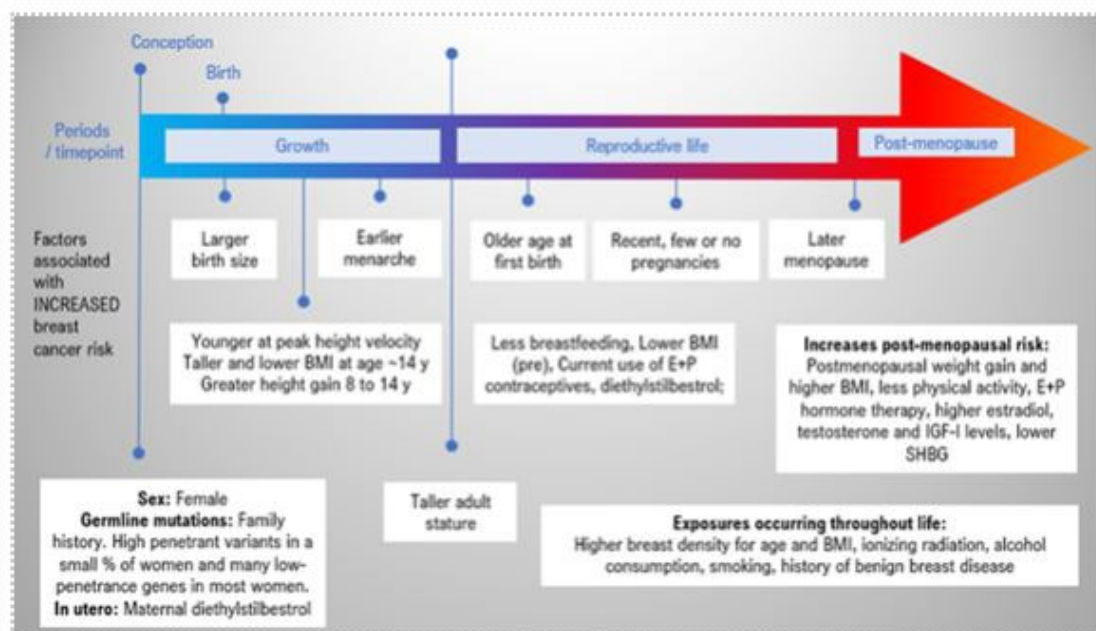 Conception
Birth
Periods
/ timepoint
Growth
Reproductive life
Post-menopause
Factors
associated
with
INCREASED
breast
cancer risk
Larger
birth size
Earlier
menarche
Older age at
first birth
Recent, few or no
pregnancies
Later
menopause
Younger at peak height velocity
Taller and lower BMI at age ~14 y
Greater height gain 8 to 14 y
Less breastfeeding, Lower BMI
(pre), Current use of E+P
contraceptives, diethylstilbestrol;
Increases post-menopausal risk:
Postmenopausal weight gain and
higher BMI, less physical activity, E+P
hormone therapy, higher estradiol,
testosterone and IGF-I levels, lower
SHBG
Sex: Female
Germline mutations: Family
history. High penetrant variants in a
small % of women and many low-
penetrance genes in most women.
In utero: Maternal diethylstilbestrol
Taller adult
stature
Exposures occurring throughout life:
Higher breast density for age and BMI, ionizing radiation, alcohol
consumption, smoking, history of benign breast disease